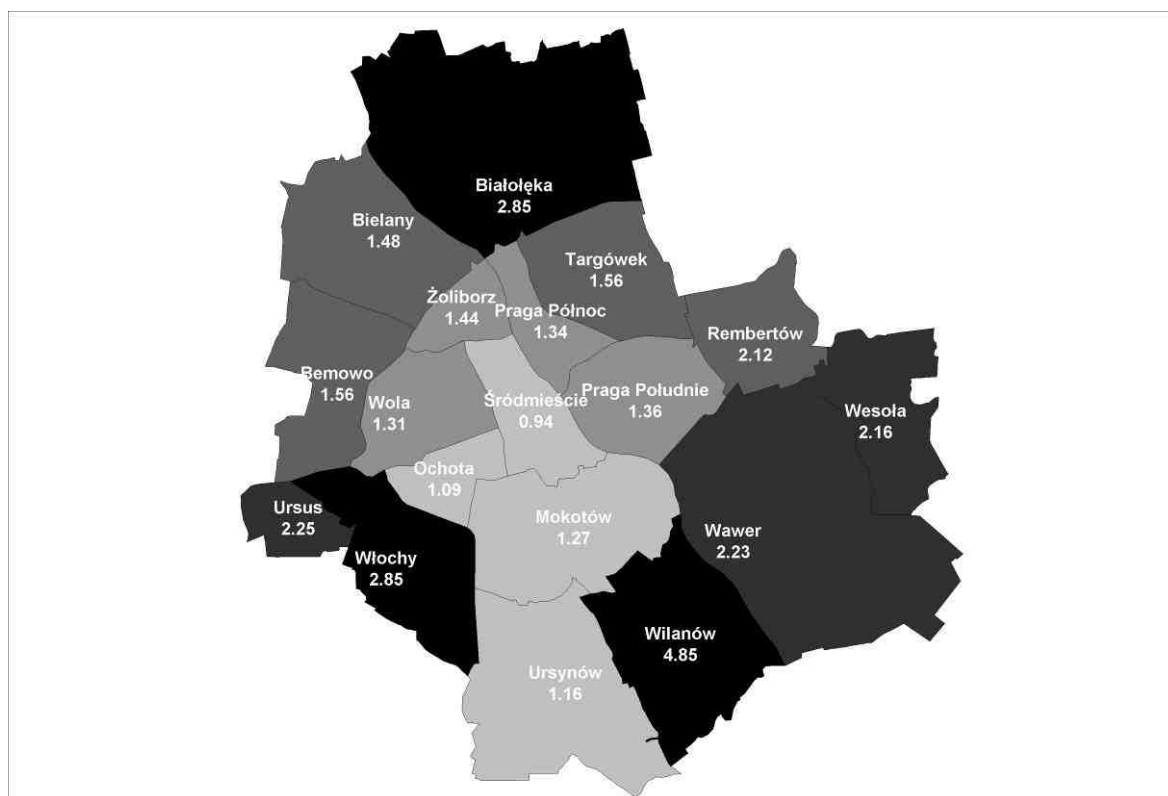 Białołęka
2.85
Bielany
1.48
Targówek
1.56
Żoliborz
1.44
Praga Północ
1.34
Rembertów
2.12
Bemowo
1.56
Wola
1.31
Śródmieście
0.94
Praga Południe
1.36
Wesoła
2.16
Ochota
1.09
Ursus
2.25
Mokotów
1.27
Wawer
2.23
Włochy
2.85
Wilanów
4.85
Ursynów
1.16